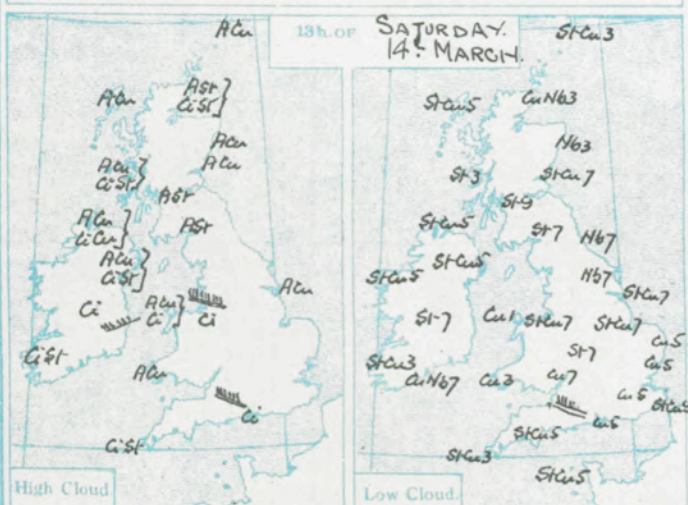 13h. OF SATURDAY.
14. MARCH.
ACu
ACu
ASt
CiSt
ACu
ACu
ACu
CiSt
ASt
ACu
CiCu
ASt
ACu
CiSt
ACu
Ci
ACu
Ci
Ci
CiSt
ACu
Ci
CiSt
High Cloud.
StCu3
StCu5
CuNb3
Nb3
St3
StCu7
St9
StCu5
St7
Nb7
StCu5
StCu5
Nb7
StCu7
St7
Cu1
StCu7
StCu7
Cu5
St7
StCu3
Cu5
CuNb7
Cu3
Cu7
Cu5
StCu5
Cu5
StCu5
StCu3
StCu5
Low Cloud.